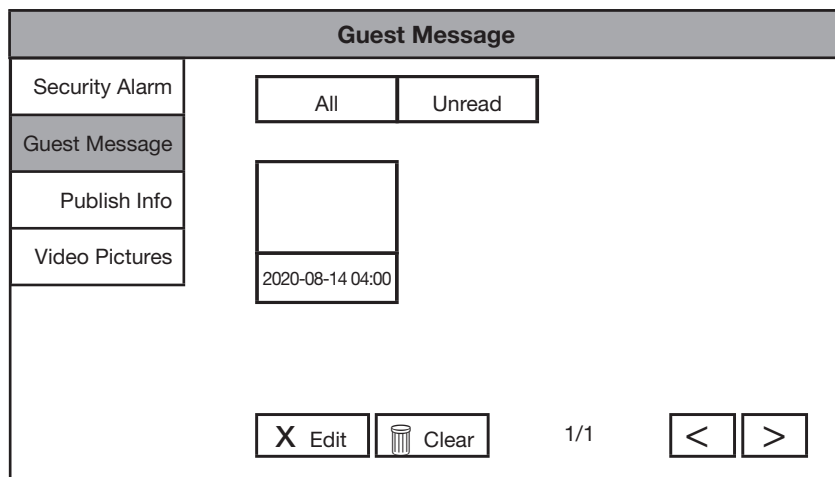 Guest Message
Security Alarm
Guest Message
Publish Info
Video Pictures
All
Unread
2020-08-14 04:00
X Edit
Clear
1/1
<
>